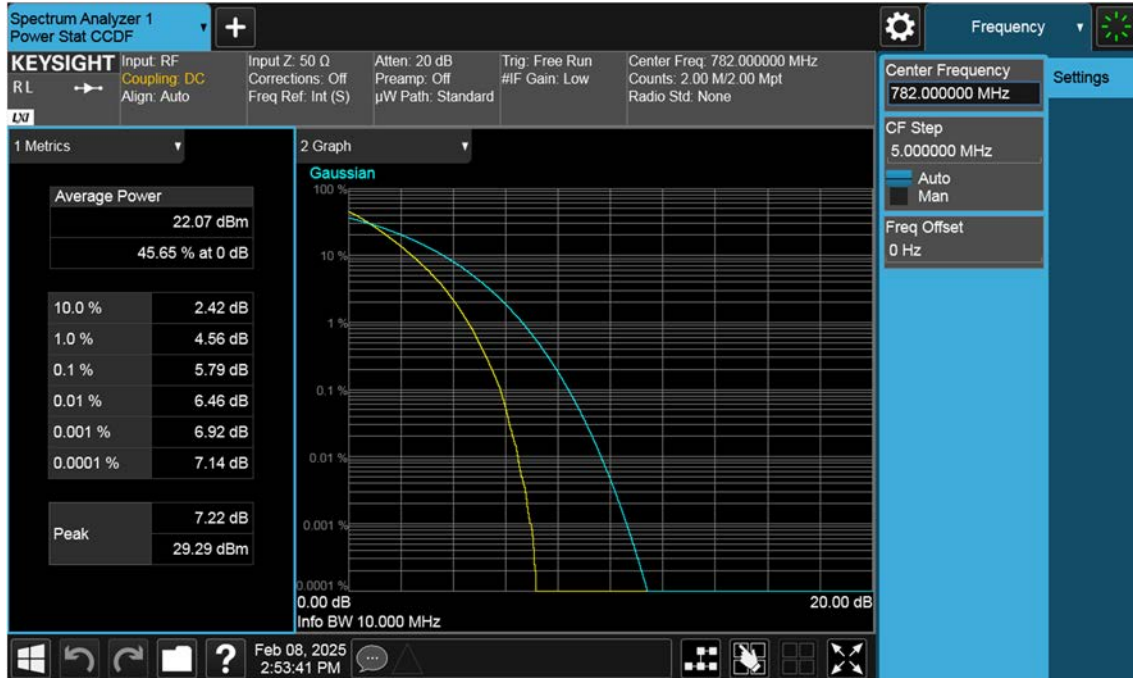 Spectrum Analyzer 1
Power Stat CCDF
Frequency
KEYSIGHT
R L
LXI
Input: RF
Coupling: DC
Align: Auto
Input Z: 50 Ω
Corrections: Off
Freq Ref: Int (S)
Atten: 20 dB
Preamp: Off
µW Path: Standard
Trig: Free Run
#IF Gain: Low
Center Freq: 782.000000 MHz
Counts: 2.00 M/2.00 Mpt
Radio Std: None
Center Frequency
782.000000 MHz
Settings
CF Step
5.000000 MHz
Auto
Man
Freq Offset
0 Hz
1 Metrics
Average Power
22.07 dBm
45.65 % at 0 dB
10.0 % 2.42 dB
1.0 % 4.56 dB
0.1 % 5.79 dB
0.01 % 6.46 dB
0.001 % 6.92 dB
0.0001 % 7.14 dB
Peak
7.22 dB
29.29 dBm
2 Graph
Gaussian
100 %
10 %
1 %
0.1 %
0.01 %
0.001 %
0.0001 %
0.00 dB 20.00 dB
Info BW 10.000 MHz
?
Feb 08, 2025
2:53:41 PM